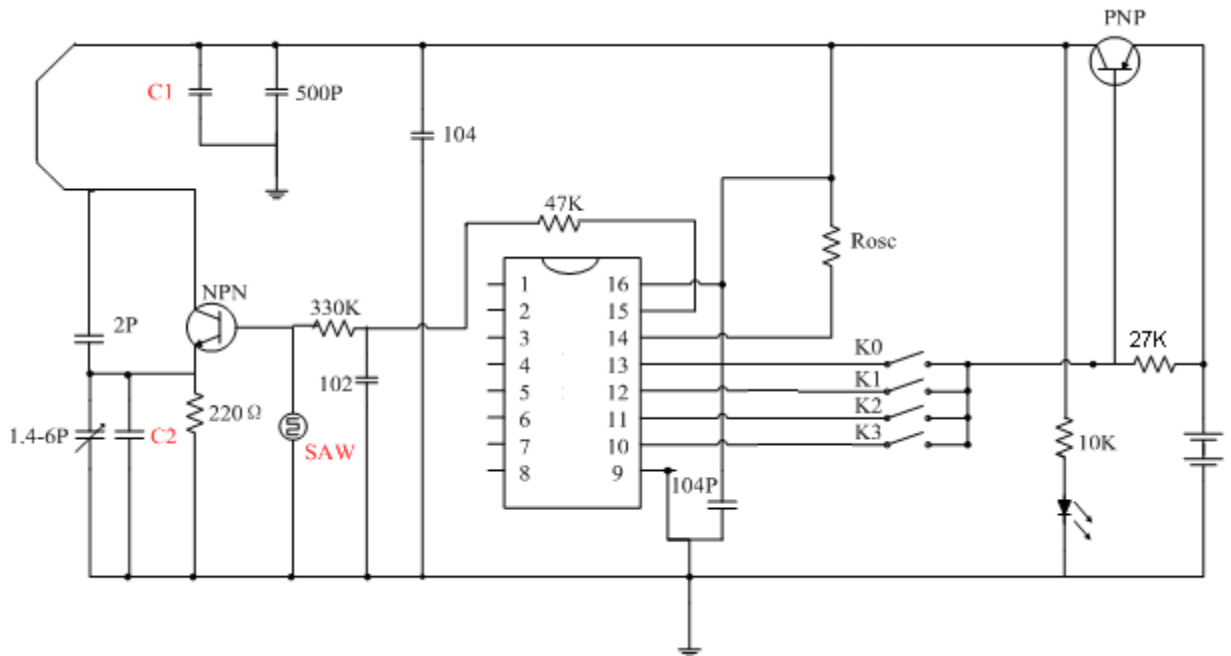 PNP
C1
500P
104
47K
Rosc
NPN
330K
2P
102
220Ω
1.4-6P
C2
SAW
1 16
2 15
3 14
4 13
5 12
6 11
7 10
8 9
104P
K0
K1
K2
K3
27K
10K